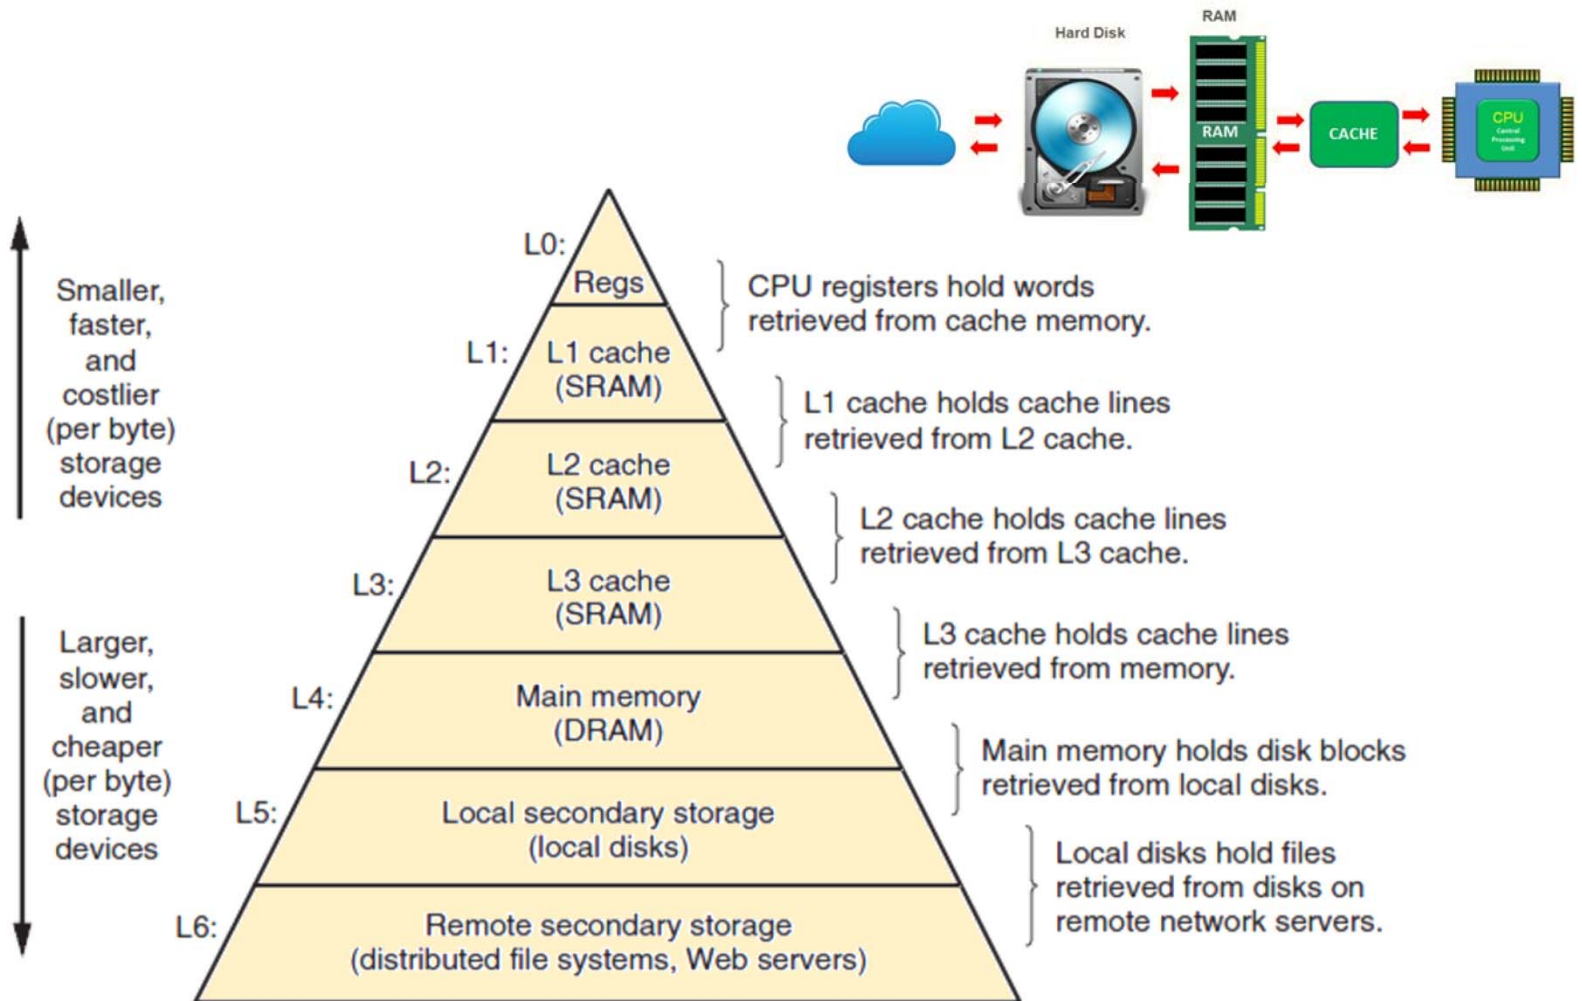 RAM
Hard Disk
RAM
CACHE
CPU
Central
Processing
Unit
Smaller,
faster,
and
costlier
(per byte)
storage
devices
Larger,
slower,
and
cheaper
(per byte)
storage
devices
L0:
Regs
L1:
L1 cache
(SRAM)
L2:
L2 cache
(SRAM)
L3:
L3 cache
(SRAM)
L4:
Main memory
(DRAM)
L5:
Local secondary storage
(local disks)
L6:
Remote secondary storage
(distributed file systems, Web servers)
CPU registers hold words
retrieved from cache memory.
L1 cache holds cache lines
retrieved from L2 cache.
L2 cache holds cache lines
retrieved from L3 cache.
L3 cache holds cache lines
retrieved from memory.
Main memory holds disk blocks
retrieved from local disks.
Local disks hold files
retrieved from disks on
remote network servers.